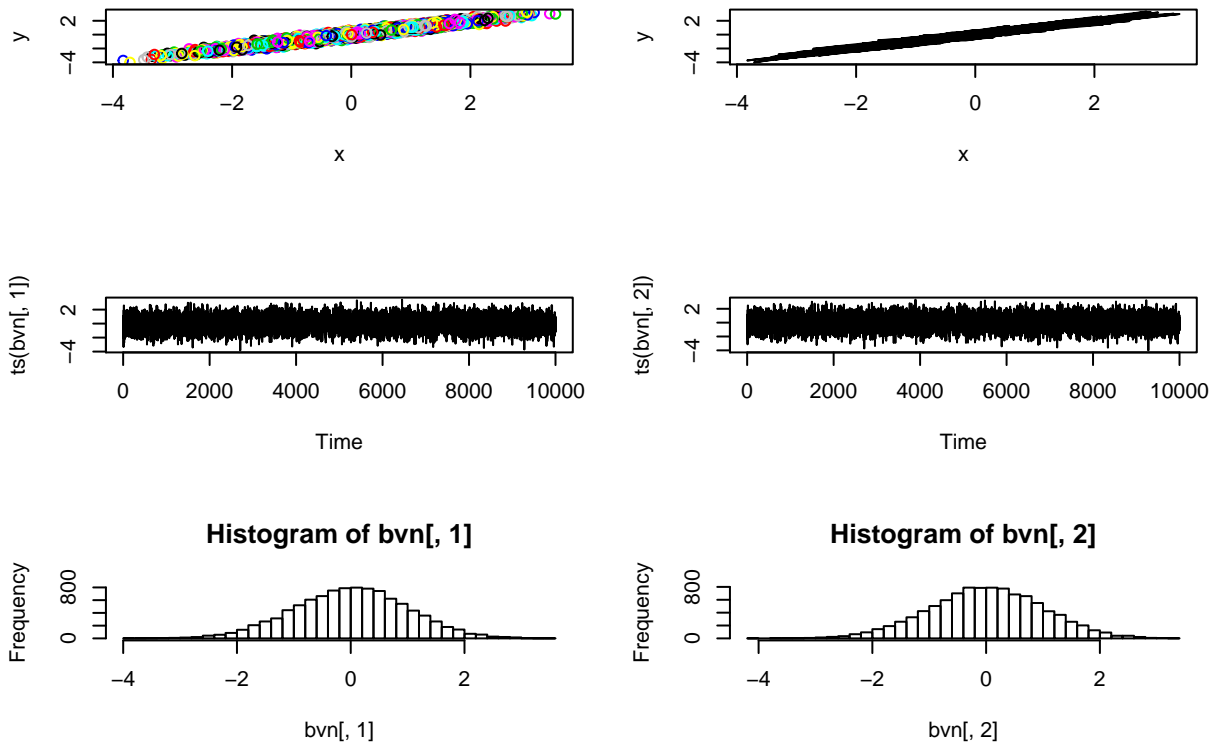 y
2
−4
−4 −2 0 2
x
y
2
−4
−4 −2 0 2
x
ts(bvn[, 1])
2
−4
0 2000 4000 6000 8000 10000
Time
ts(bvn[, 2])
2
−4
0 2000 4000 6000 8000 10000
Time
Histogram of bvn[, 1]
Frequency
800
0
−4 −2 0 2
bvn[, 1]
Histogram of bvn[, 2]
Frequency
800
0
−4 −2 0 2
bvn[, 2]